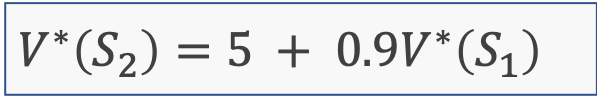 V*(S₂) = 5 + 0.9V*(S₁)